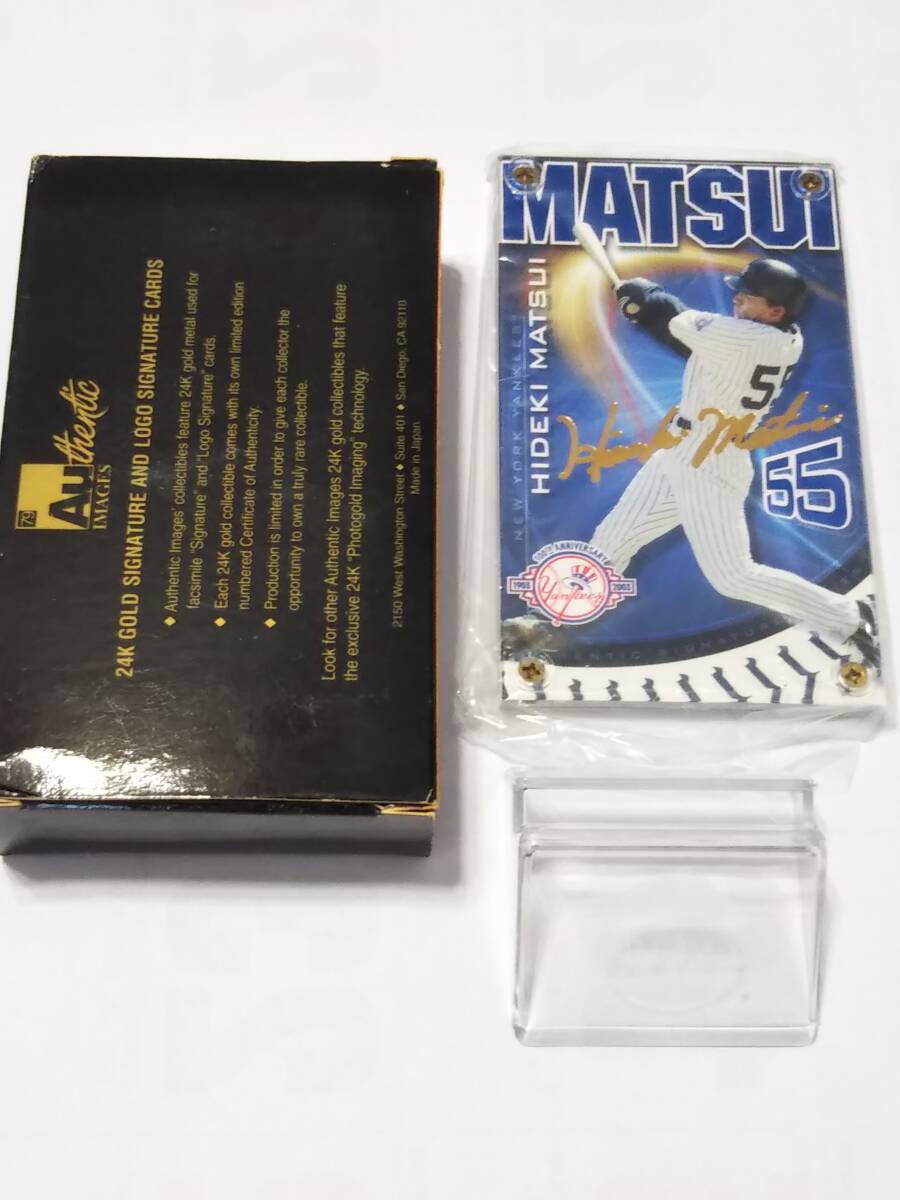 79
Au
thentic
IMAGES
24K GOLD SIGNATURE AND LOGO SIGNATURE CARDS
◆ Authentic Images' collectibles feature 24K gold metal used for
facsimile "Signature" and "Logo Signature" cards.
◆ Each 24K gold collectible comes with its own limited edition
numbered Certificate of Authenticity.
◆ Production is limited in order to give each collector the
opportunity to own a truly rare collectible.
Look for other Authentic Images 24K gold collectibles that feature
the exclusive 24K "Photogold Imaging" technology.
2150 West Washington Street ◆ Suite 401 ◆ San Diego, CA 92110
Made in Japan
MATSUI
HIDEKI MATSUI
NEW YORK YANKEES
Hideki Matsui
55
55
100TH ANNIVERSARY
1903 2003
Yankees
AUTHENTIC SIGNATURE